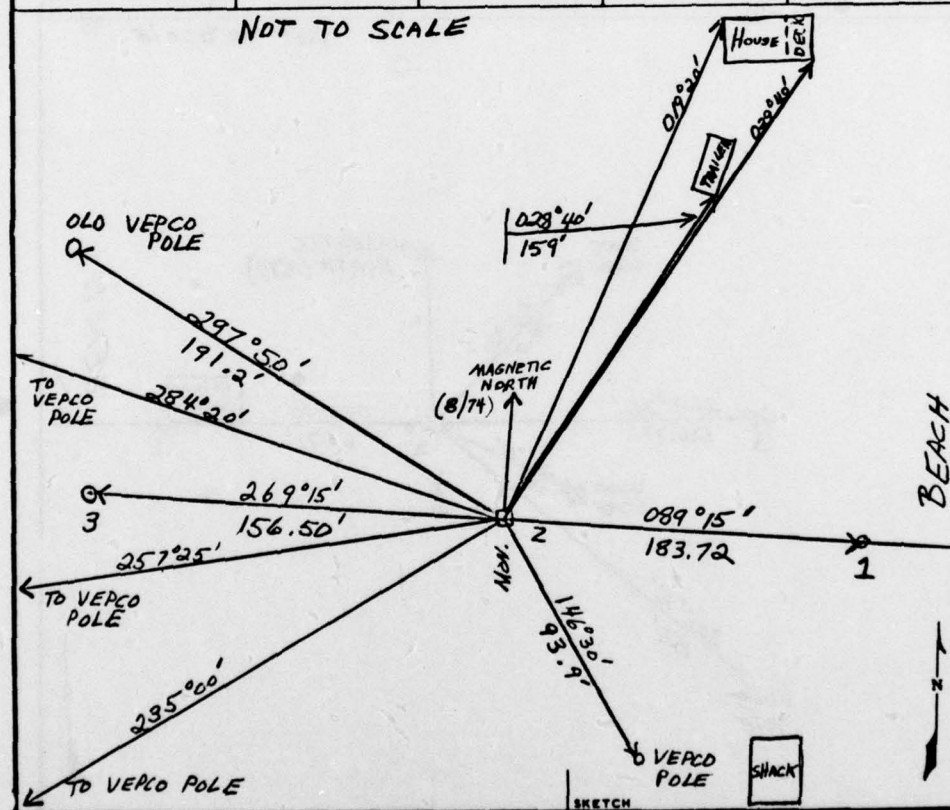 NOT TO SCALE
HOUSE
DECK
019°20'
029°40'
TRAILER
028°40'
159'
OLD VEPCO
POLE
297°50'
191.2'
MAGNETIC
NORTH
(8/74)
TO
VEPCO
POLE
284°20'
BEACH
269°15'
156.50'
3
089°15'
183.72
2
1
MON.
257°25'
TO VEPCO
POLE
146°30'
93.9'
235°00'
N
TO VEPCO POLE
VEPCO
POLE
SHACK
SKETCH